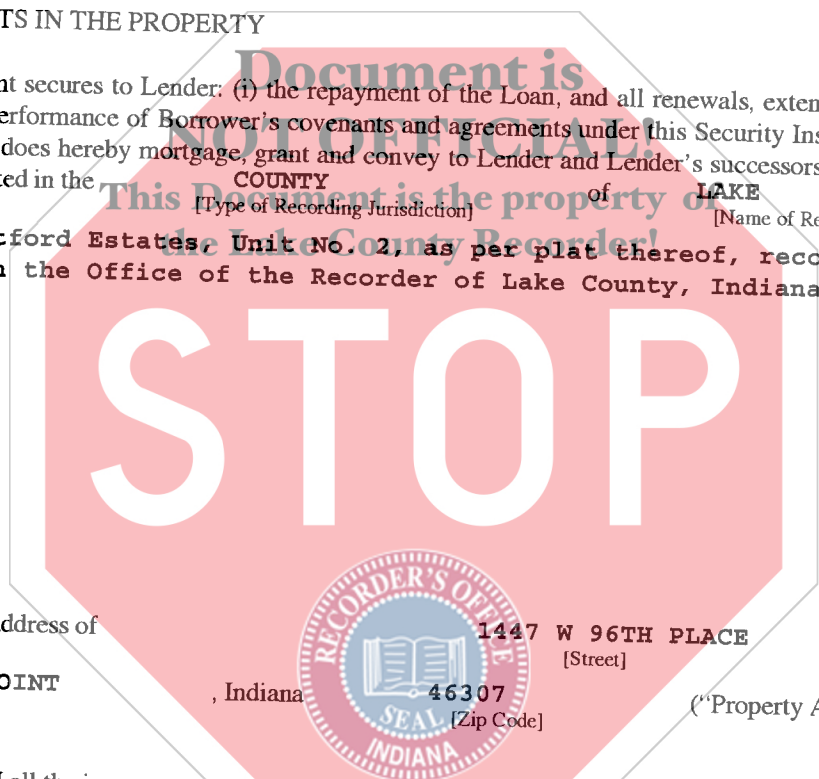 TS IN THE PROPERTY
Document is
nt secures to Lender: (i) the repayment of the Loan, and all renewals, exten
erformance of Borrower's covenants and agreements under this Security Ins
NOT OFFICIAL!
does hereby mortgage, grant and convey to Lender and Lender's successors
ted in the COUNTY of LAKE
This Document is the property of
[Type of Recording Jurisdiction] [Name of Re
the Lake County Recorder!
tford Estates, Unit No. 2, as per plat thereof, reco
n the Office of the Recorder of Lake County, Indiana
STOP
RECORDER'S OFFICE
ddress of 1447 W 96TH PLACE
[Street]
OINT , Indiana 46307 ("Property A
SEAL [Zip Code]
INDIANA